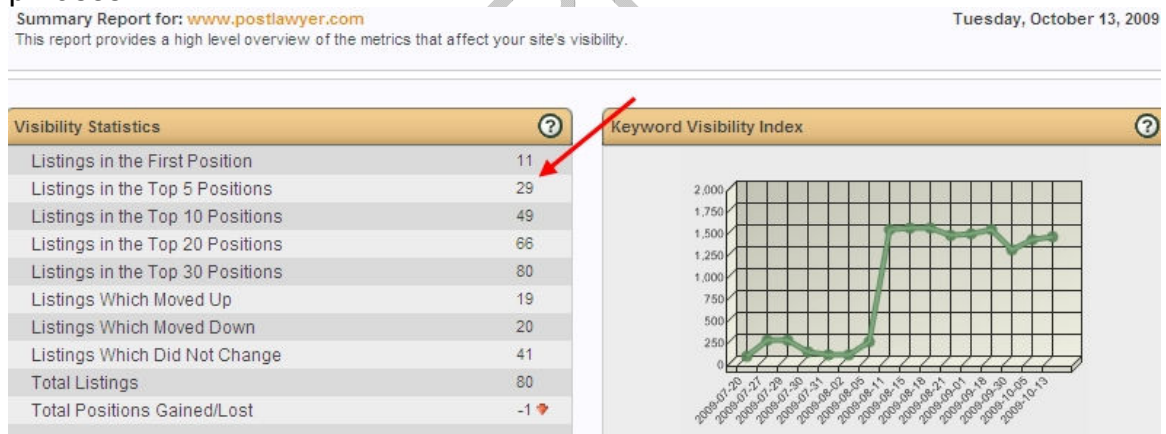 Summary Report for: www.postlawyer.com
Tuesday, October 13, 2009
This report provides a high level overview of the metrics that affect your site's visibility.
Visibility Statistics ?
Listings in the First Position 11
Listings in the Top 5 Positions 29
Listings in the Top 10 Positions 49
Listings in the Top 20 Positions 66
Listings in the Top 30 Positions 80
Listings Which Moved Up 19
Listings Which Moved Down 20
Listings Which Did Not Change 41
Total Listings 80
Total Positions Gained/Lost -1
Keyword Visibility Index ?
2,000
1,750
1,500
1,250
1,000
750
500
250
0
2009-07-20
2009-07-27
2009-07-29
2009-07-30
2009-07-31
2009-08-02
2009-08-05
2009-08-11
2009-08-15
2009-08-18
2009-08-21
2009-09-01
2009-09-18
2009-09-30
2009-10-05
2009-10-13